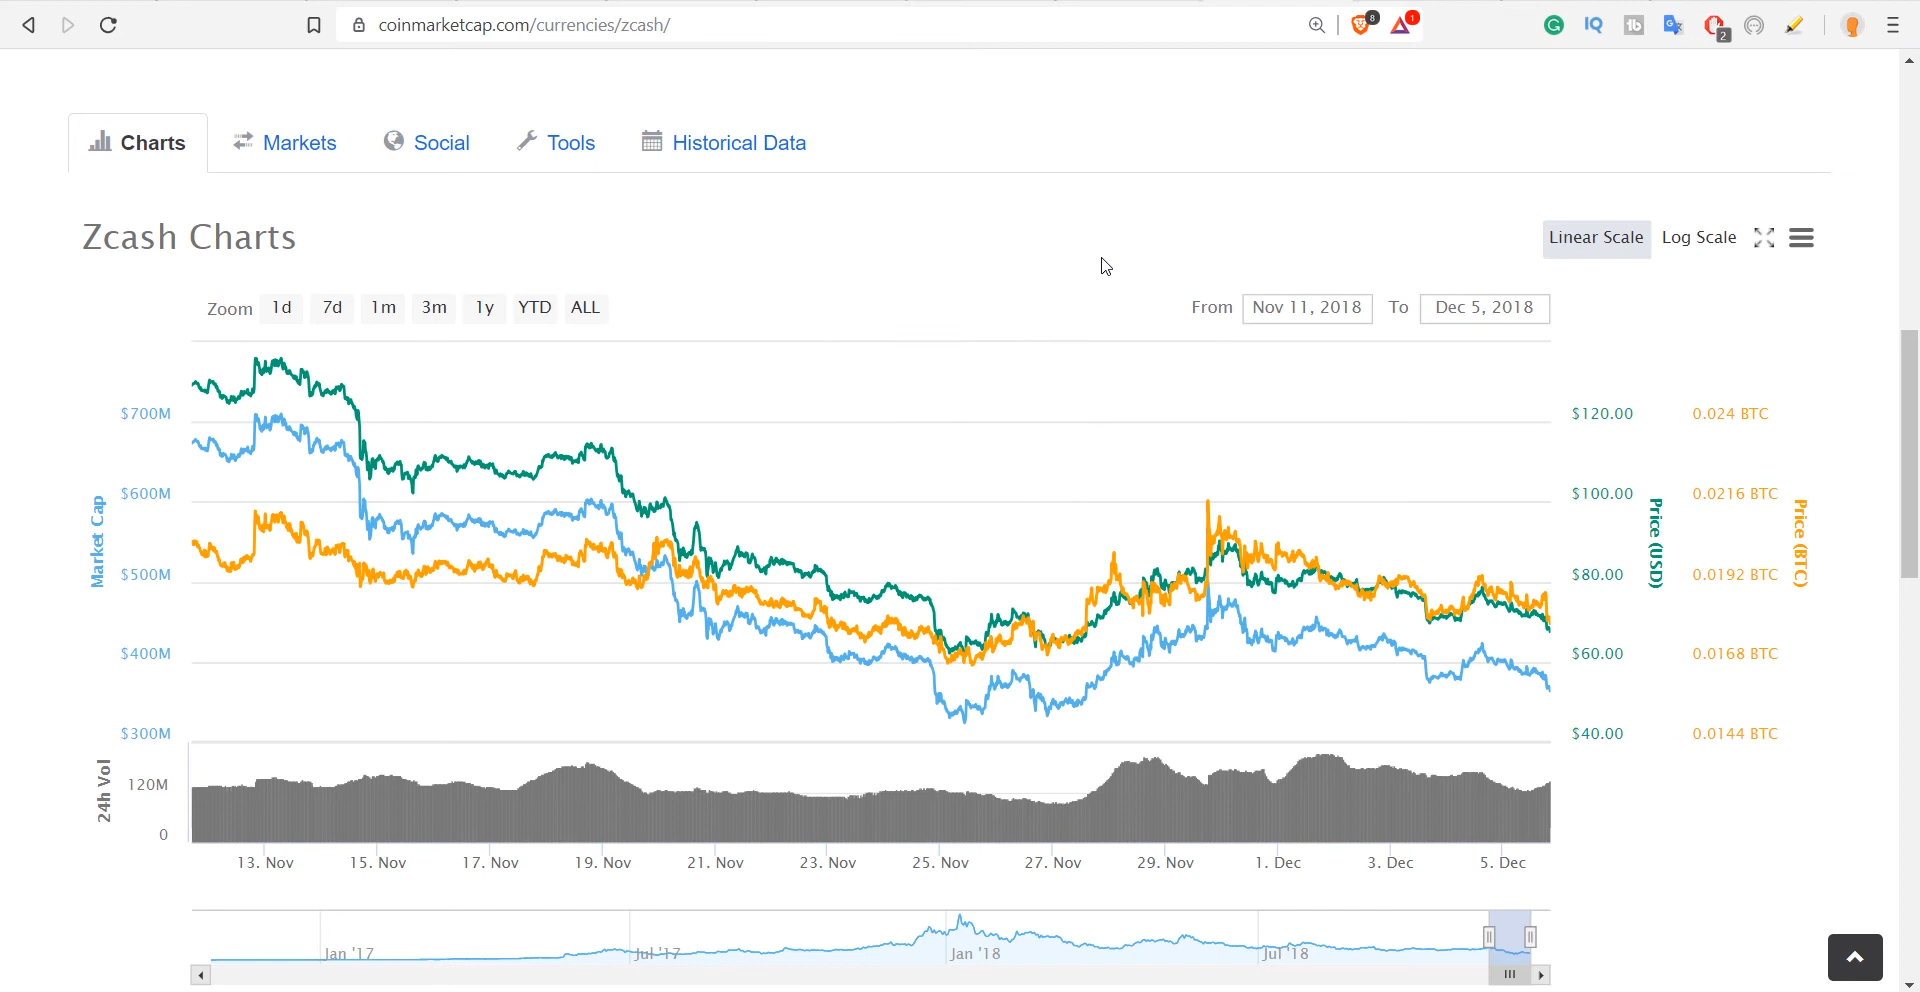 coinmarketcap.com/currencies/zcash/
8
1
IQ
tb
2
Charts
Markets
Social
Tools
Historical Data
Zcash Charts
Linear Scale
Log Scale
Zoom 1d 7d 1m 3m 1y YTD ALL
From Nov 11, 2018 To Dec 5, 2018
$700M
$600M
$500M
$400M
$300M
Market Cap
$120.00
$100.00
$80.00
$60.00
$40.00
Price (USD)
0.024 BTC
0.0216 BTC
0.0192 BTC
0.0168 BTC
0.0144 BTC
Price (BTC)
24h Vol
120M
0
13. Nov 15. Nov 17. Nov 19. Nov 21. Nov 23. Nov 25. Nov 27. Nov 29. Nov 1. Dec 3. Dec 5. Dec
Jan '17 Jul '17 Jan '18 Jul '18